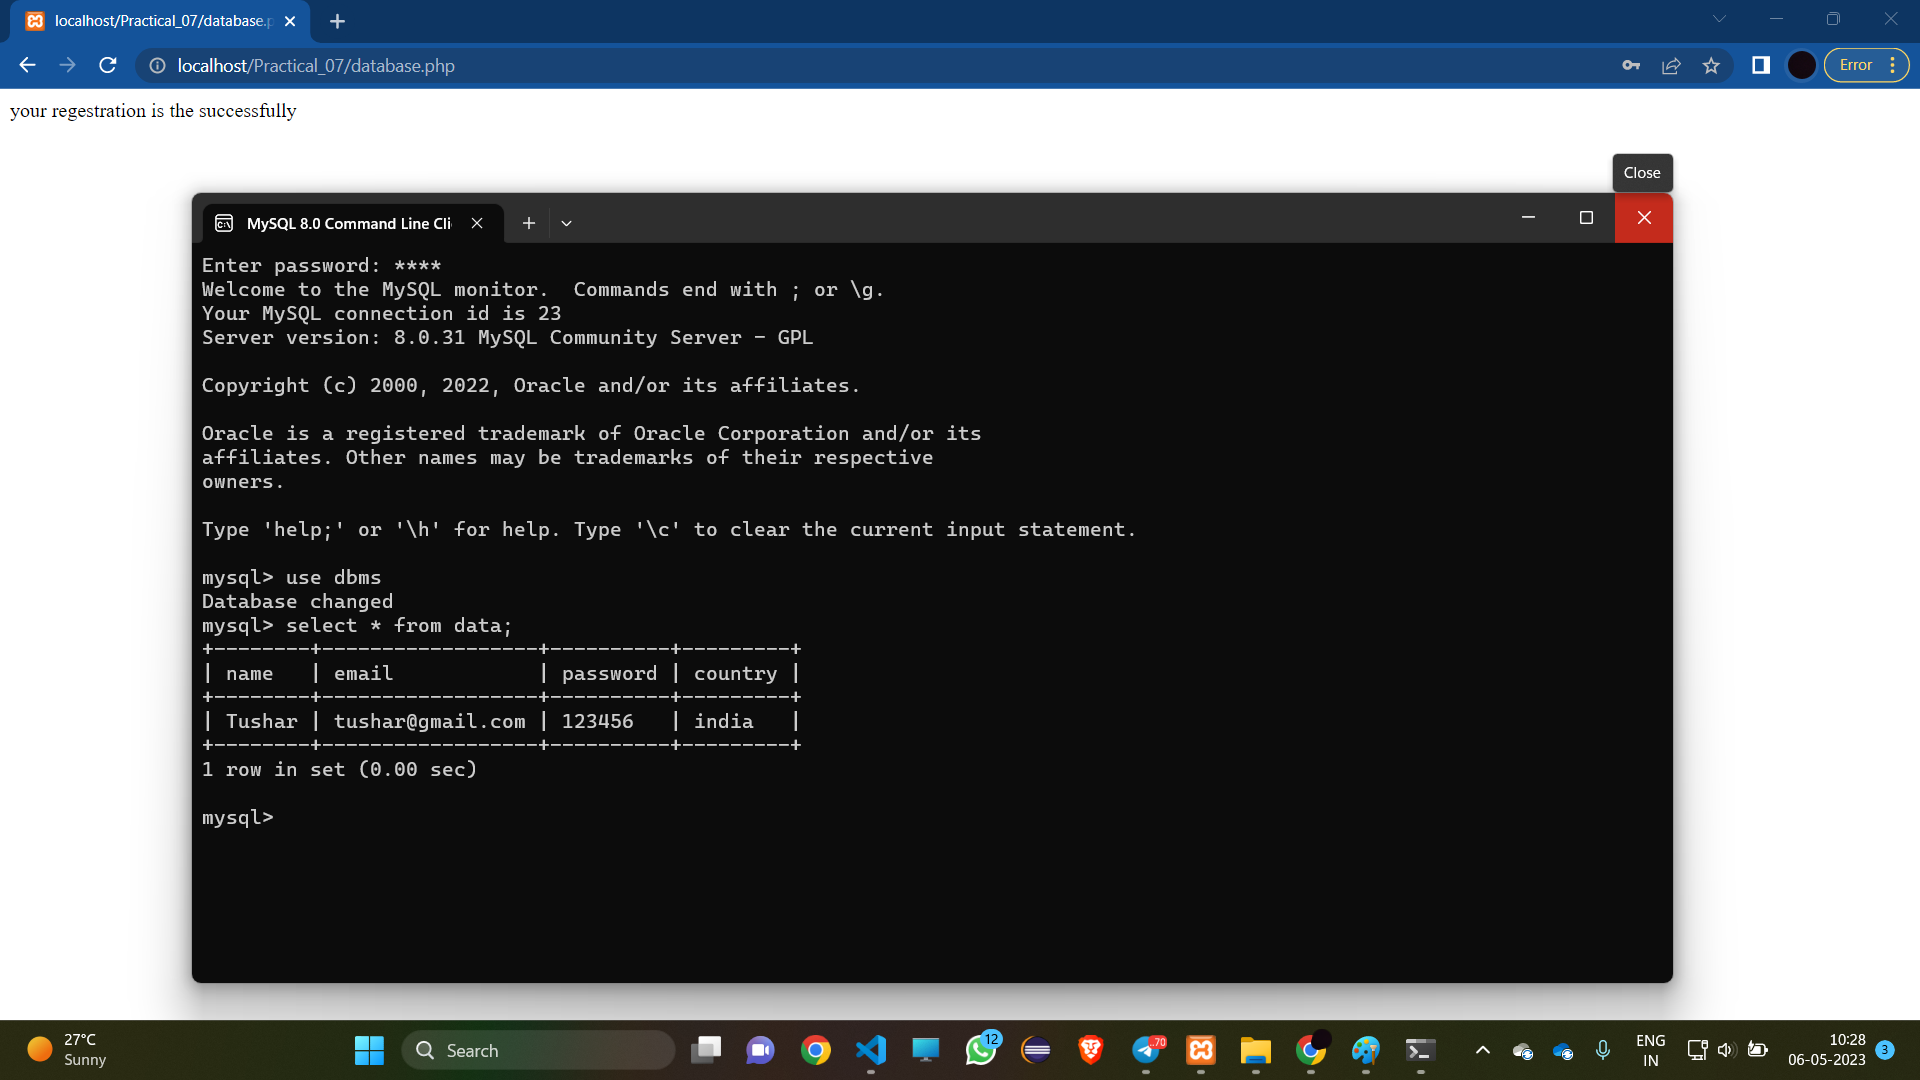 localhost/Practical_07/database.p
localhost/Practical_07/database.php
Error
your regestration is the successfully
Close
MySQL 8.0 Command Line Cli
Enter password: ****
Welcome to the MySQL monitor.  Commands end with ; or \g.
Your MySQL connection id is 23
Server version: 8.0.31 MySQL Community Server - GPL
Copyright (c) 2000, 2022, Oracle and/or its affiliates.
Oracle is a registered trademark of Oracle Corporation and/or its
affiliates. Other names may be trademarks of their respective
owners.
Type 'help;' or '\h' for help. Type '\c' to clear the current input statement.
mysql> use dbms
Database changed
mysql> select * from data;
+--------+------------------+----------+---------+
| name   | email            | password | country |
+--------+------------------+----------+---------+
| Tushar | tushar@gmail.com | 123456   | india   |
+--------+------------------+----------+---------+
1 row in set (0.00 sec)
mysql>
27°C
Sunny
Search
12
..70
ENG
IN
10:28
06-05-2023
3